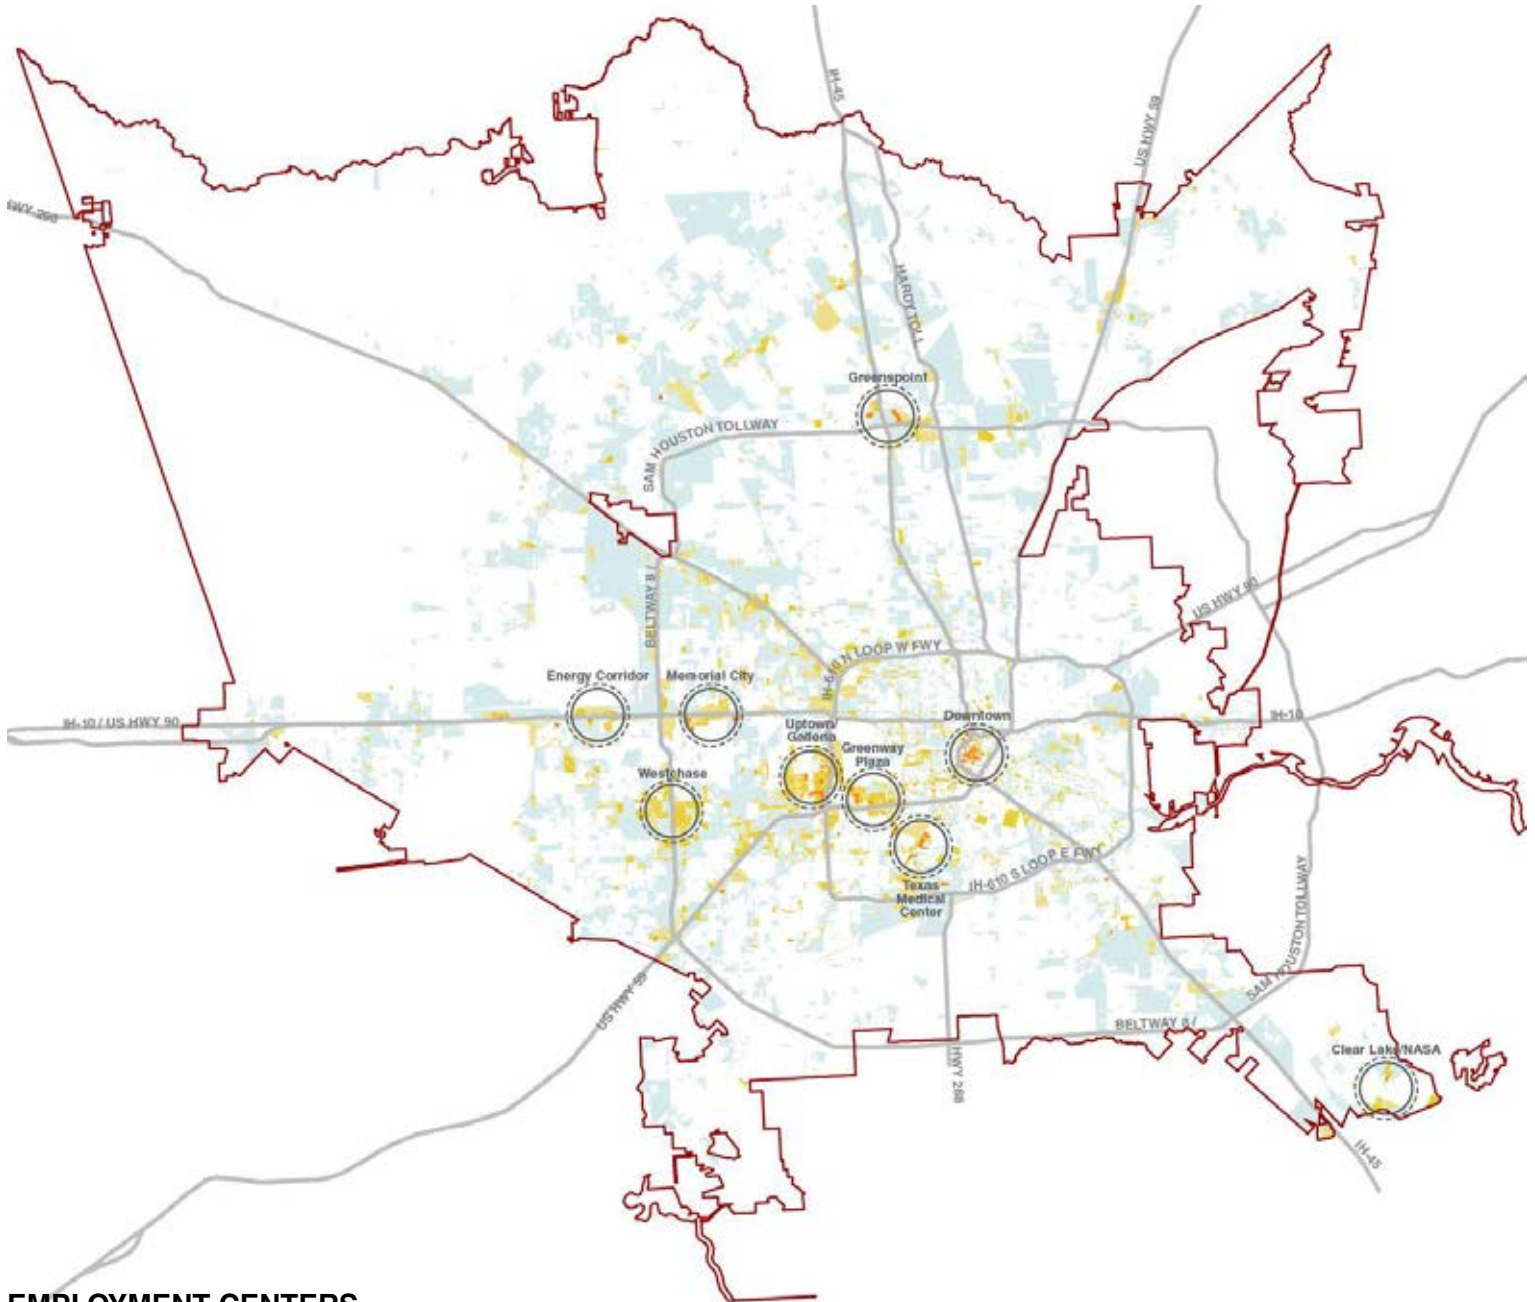 IH-45
US HWY 59
HWY 290
HARDY TOLL
Greenspoint
SAM HOUSTON TOLLWAY
BELTWAY 8 /
US HWY 90
IH-610 N LOOP W FWY
Energy Corridor
Memorial City
IH-10 / US HWY 90
Uptown/
Galleria
Downtown
IH-10
Greenway
Plaza
Westchase
IH-610 S LOOP E FWY
Texas
Medical
Center
SAM HOUSTON TOLLWAY
US HWY 59
BELTWAY 8 /
HWY 288
Clear Lake/NASA
IH-45
EMPLOYMENT CENTERS